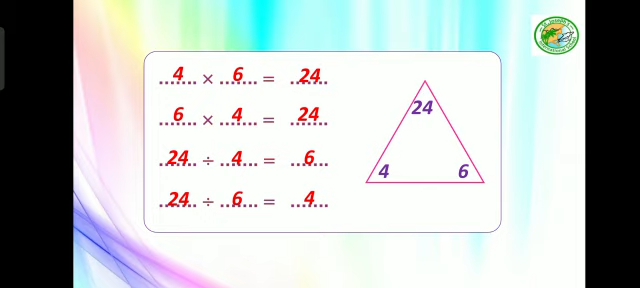 4 × 6 = 24
6 × 4 = 24
24 ÷ 4 = 6
24 ÷ 6 = 4
24
4 6